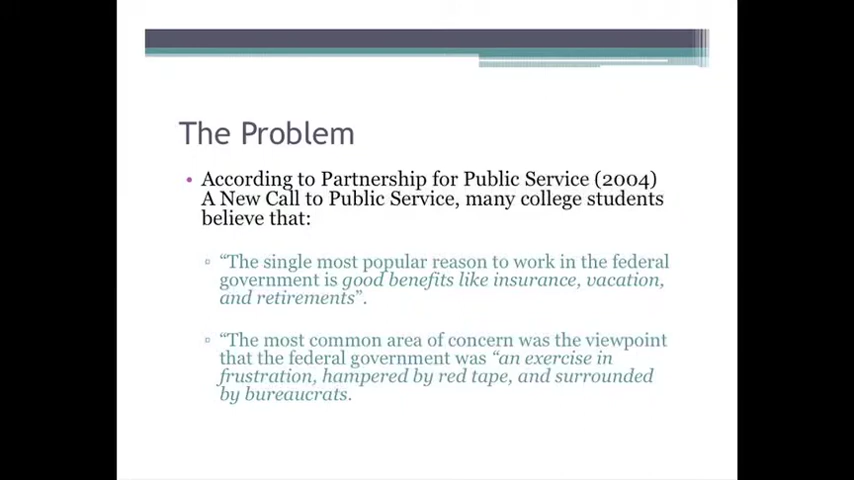 The Problem
• According to Partnership for Public Service (2004)
A New Call to Public Service, many college students
believe that:
▫ “The single most popular reason to work in the federal
government is good benefits like insurance, vacation,
and retirements”.
▫ “The most common area of concern was the viewpoint
that the federal government was “an exercise in
frustration, hampered by red tape, and surrounded
by bureaucrats.